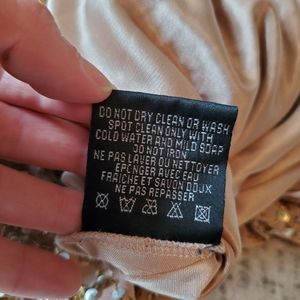 DO NOT DRY CLEAN OR WASH
SPOT CLEAN ONLY WITH
COLD WATER AND MILD SOAP
DO NOT IRON
NE PAS LAVER OU NETTOYER
EPONGER AVEC EAU
FRAICHE ET SAVON DOUX
NE PAS REPASSER